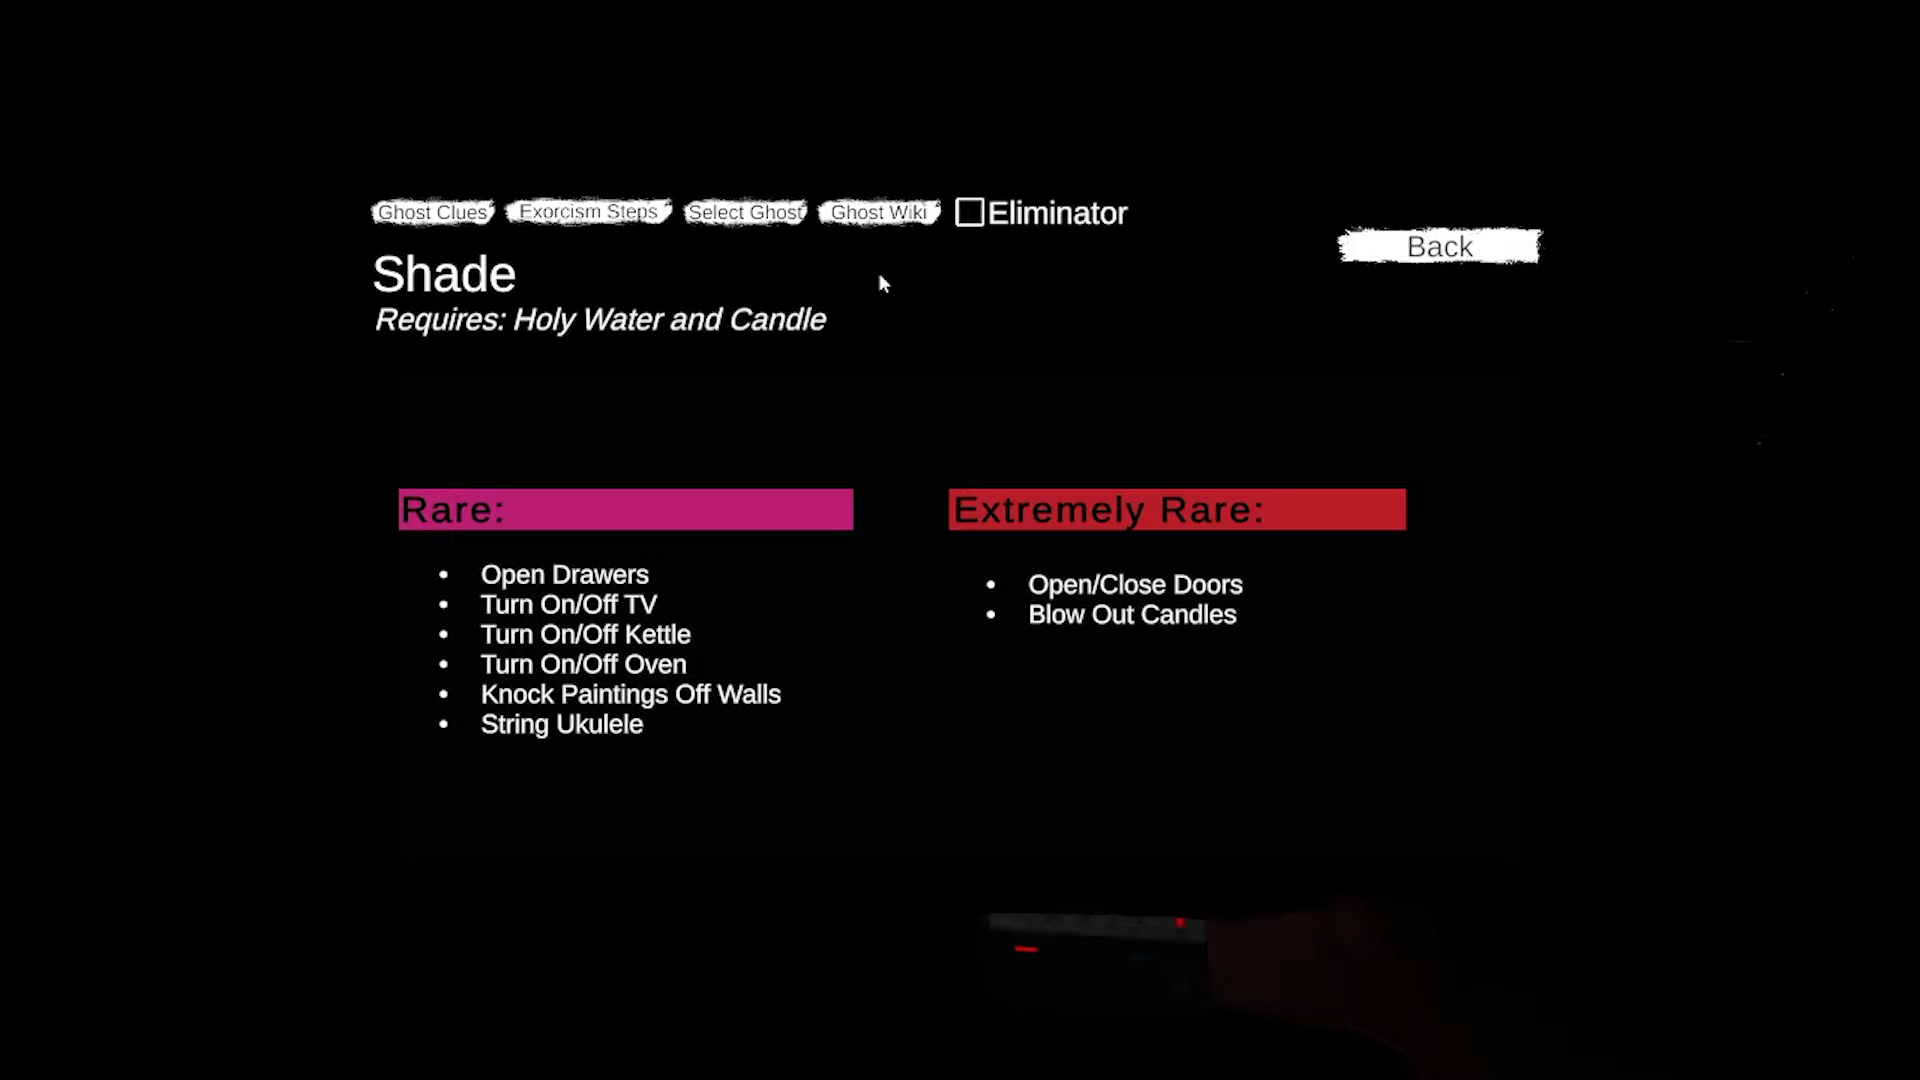 Ghost Clues Exorcism Steps Select Ghost Ghost Wiki Eliminator
Back
Shade
Requires: Holy Water and Candle
Rare:
• Open Drawers
• Turn On/Off TV
• Turn On/Off Kettle
• Turn On/Off Oven
• Knock Paintings Off Walls
• String Ukulele
Extremely Rare:
• Open/Close Doors
• Blow Out Candles